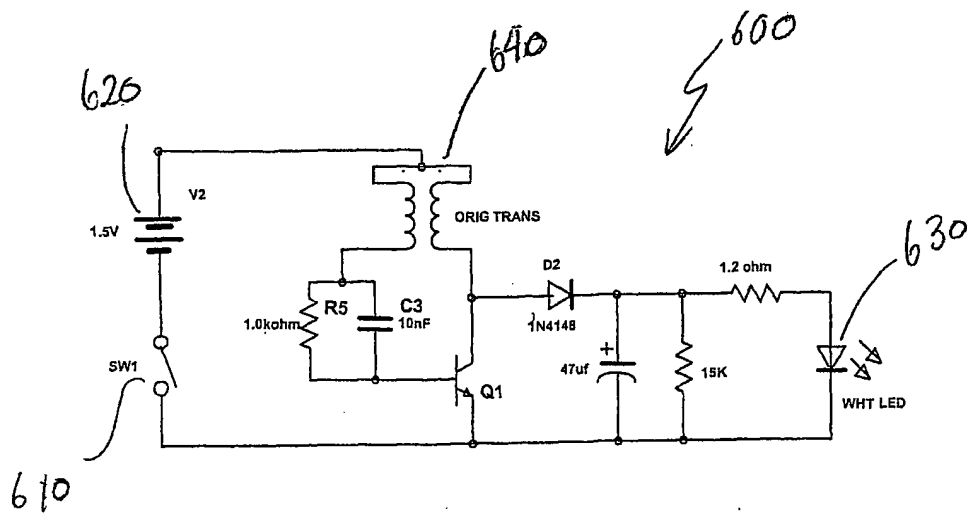 600
640
620
V2
1.5V
ORIG TRANS
630
D2
1.2 ohm
R5
C3
1.0kohm
10nF
1N4148
SW1
47uf
15K
Q1
WHT LED
610